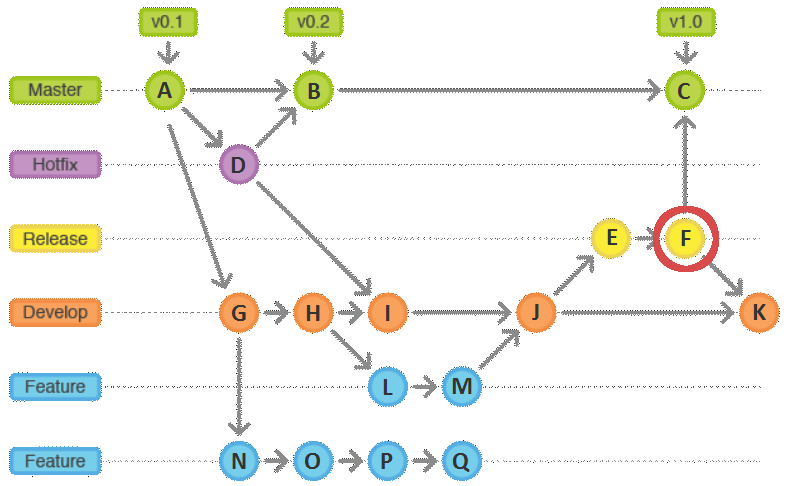 v0.1 v0.2 v1.0
Master A B C
Hotfix D
Release E F
Develop G H I J K
Feature L M
Feature N O P Q